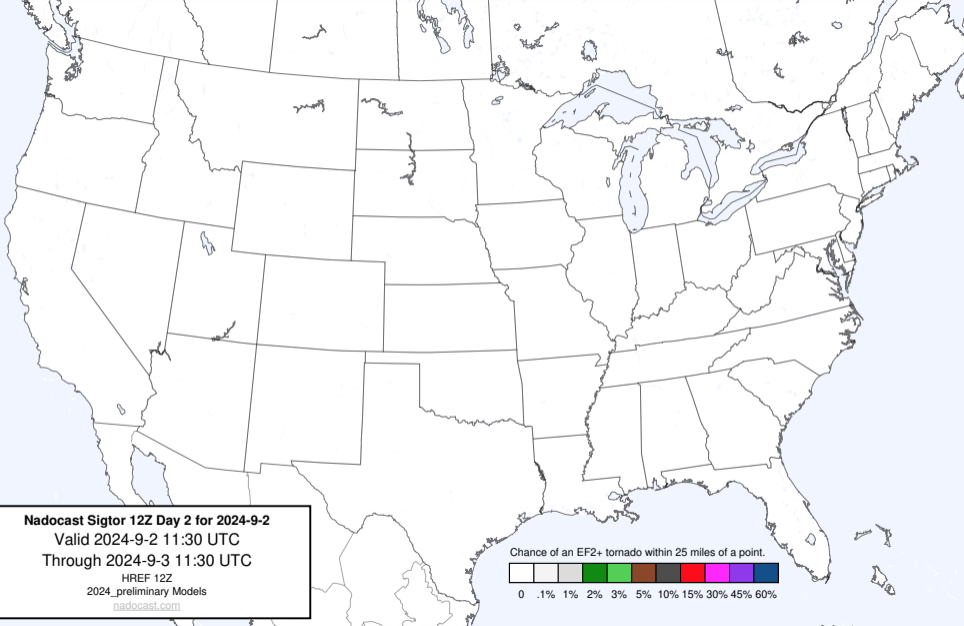 Nadocast Sigtor 12Z Day 2 for 2024-9-2
Valid 2024-9-2 11:30 UTC
Through 2024-9-3 11:30 UTC
HREF 12Z
2024_preliminary Models
nadocast.com
Chance of an EF2+ tornado within 25 miles of a point.
0 .1% 1% 2% 3% 5% 10% 15% 30% 45% 60%